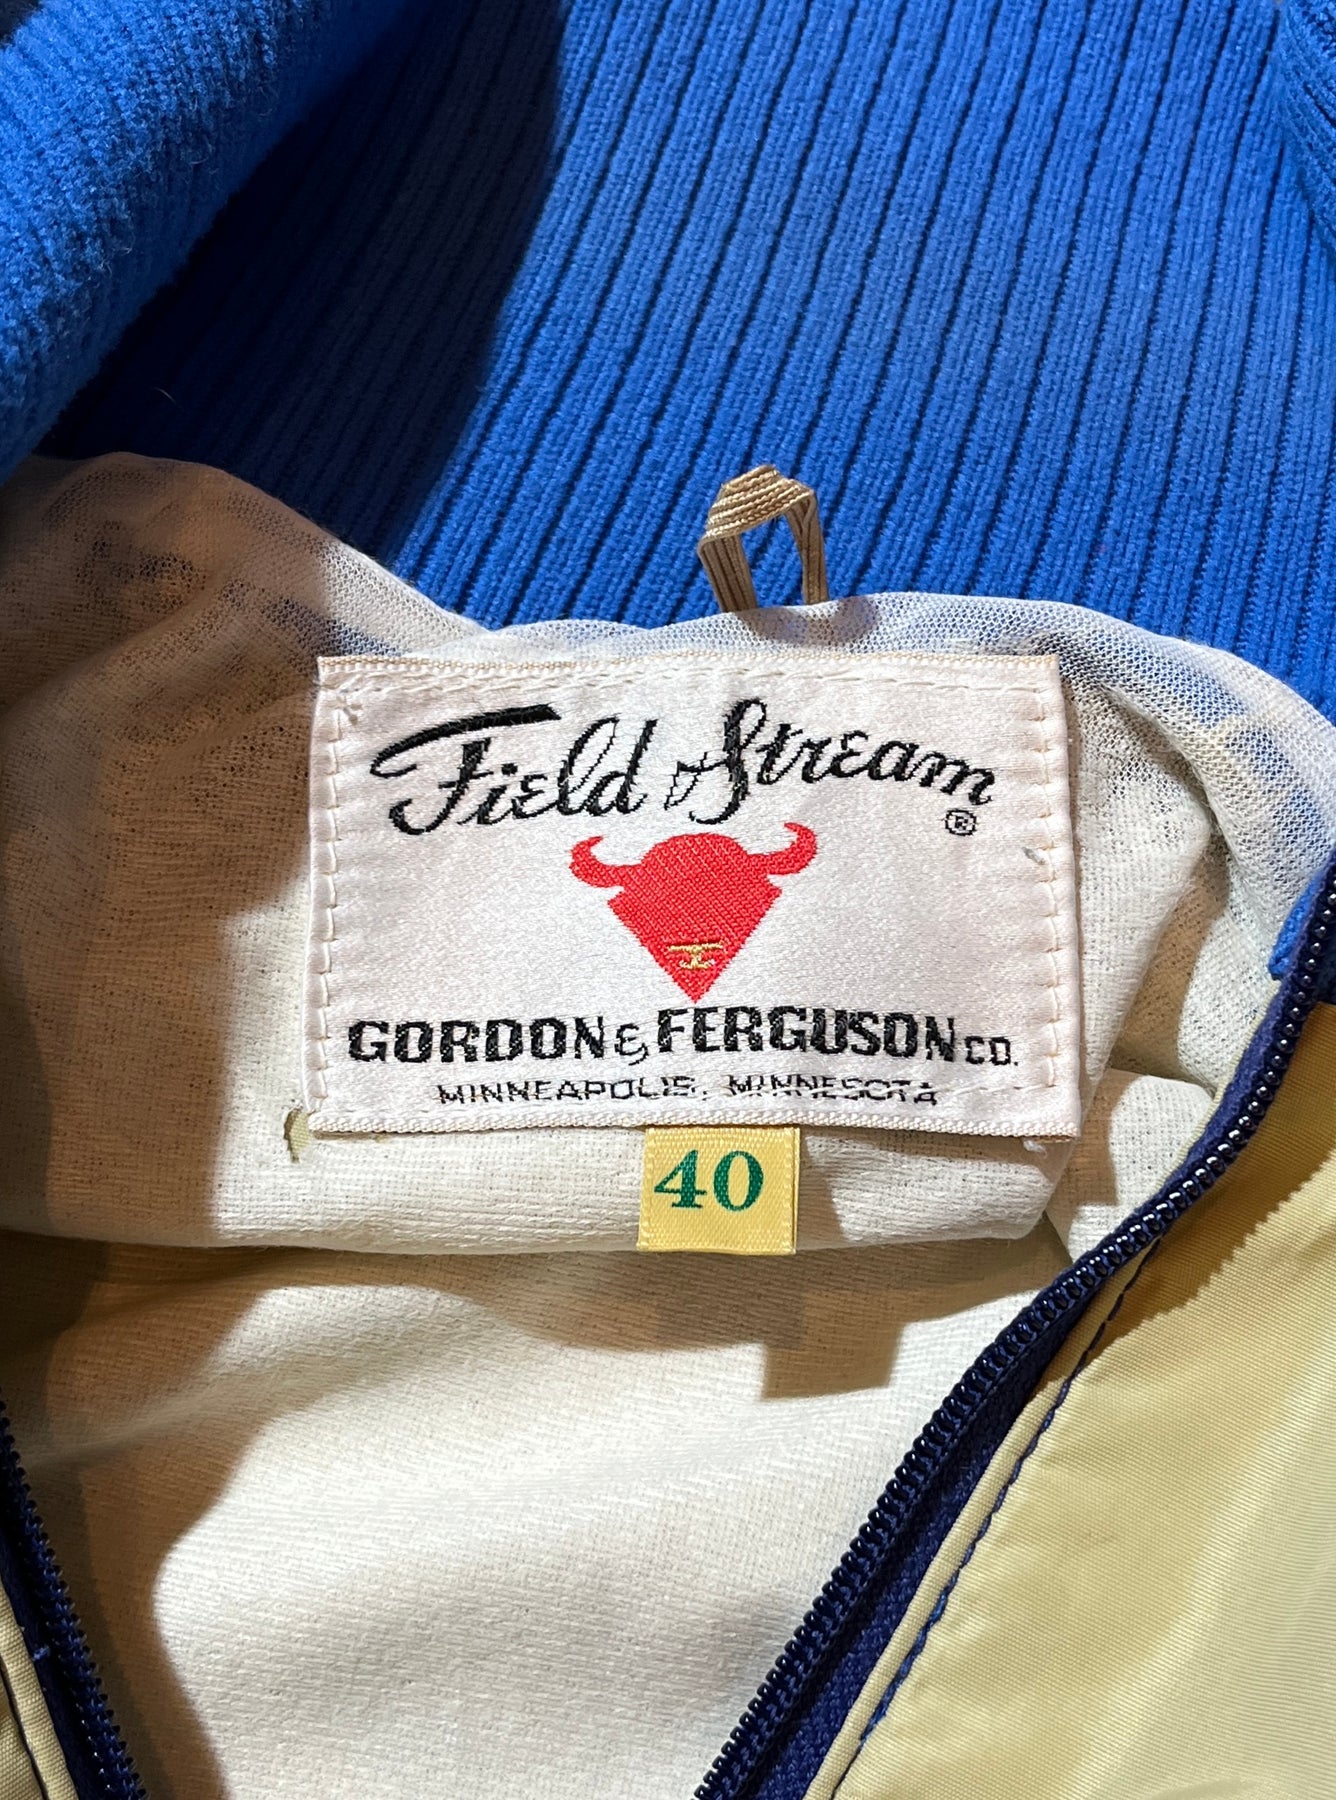 Field & Stream
®
GORDON & FERGUSON CO.
MINNEAPOLIS, MINNESOTA
40